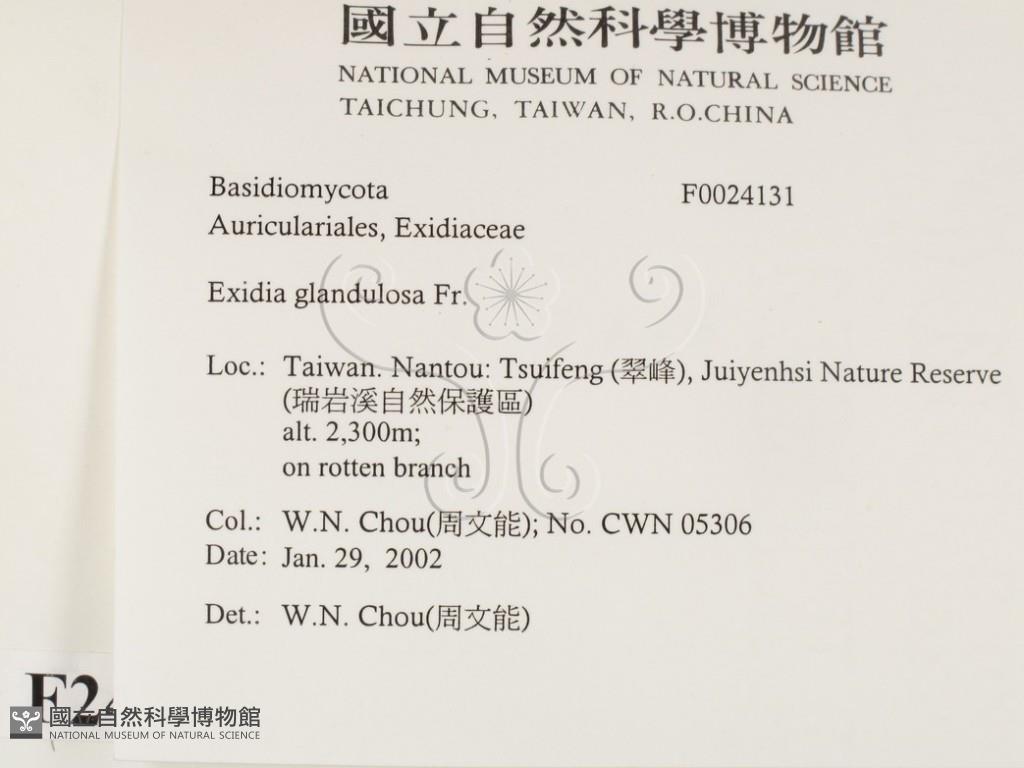 國立自然科學博物館
NATIONAL MUSEUM OF NATURAL SCIENCE
TAICHUNG, TAIWAN, R.O.CHINA
Basidiomycota F0024131
Auriculariales, Exidiaceae
Exidia glandulosa Fr.
Loc.: Taiwan. Nantou: Tsuifeng (翠峰), Juiyenhsi Nature Reserve
(瑞岩溪自然保護區)
alt. 2,300m;
on rotten branch
Col.: W.N. Chou(周文能); No. CWN 05306
Date: Jan. 29, 2002
Det.: W.N. Chou(周文能)
F2
國立自然科學博物館
NATIONAL MUSEUM OF NATURAL SCIENCE